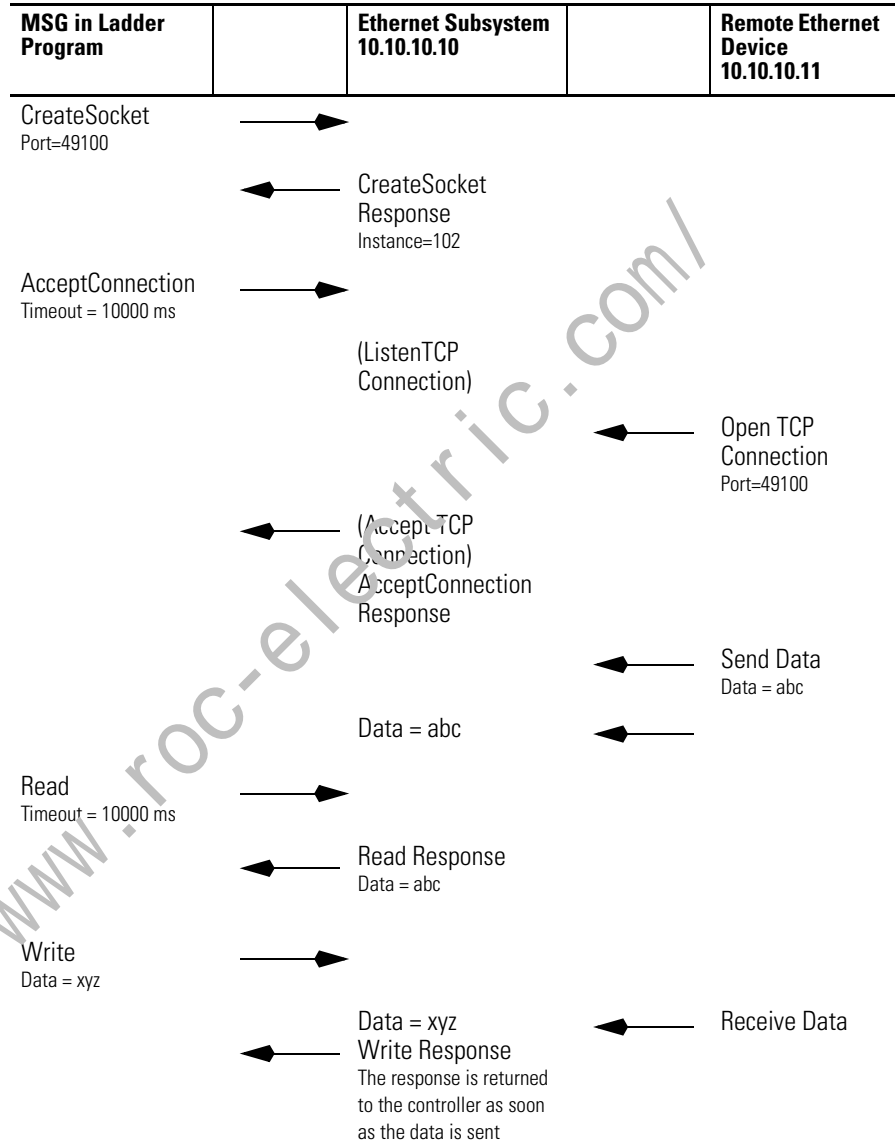 MSG in Ladder
Program
Ethernet Subsystem
10.10.10.10
Remote Ethernet
Device
10.10.10.11
CreateSocket
Port=49100
CreateSocket
Response
Instance=102
AcceptConnection
Timeout = 10000 ms
(ListenTCP
Connection)
Open TCP
Connection
Port=49100
(Accept TCP
Connection)
AcceptConnection
Response
Send Data
Data = abc
Data = abc
Read
Timeout = 10000 ms
Read Response
Data = abc
Write
Data = xyz
Data = xyz
Receive Data
Write Response
The response is returned
to the controller as soon
as the data is sent
www.roc-electric.com/